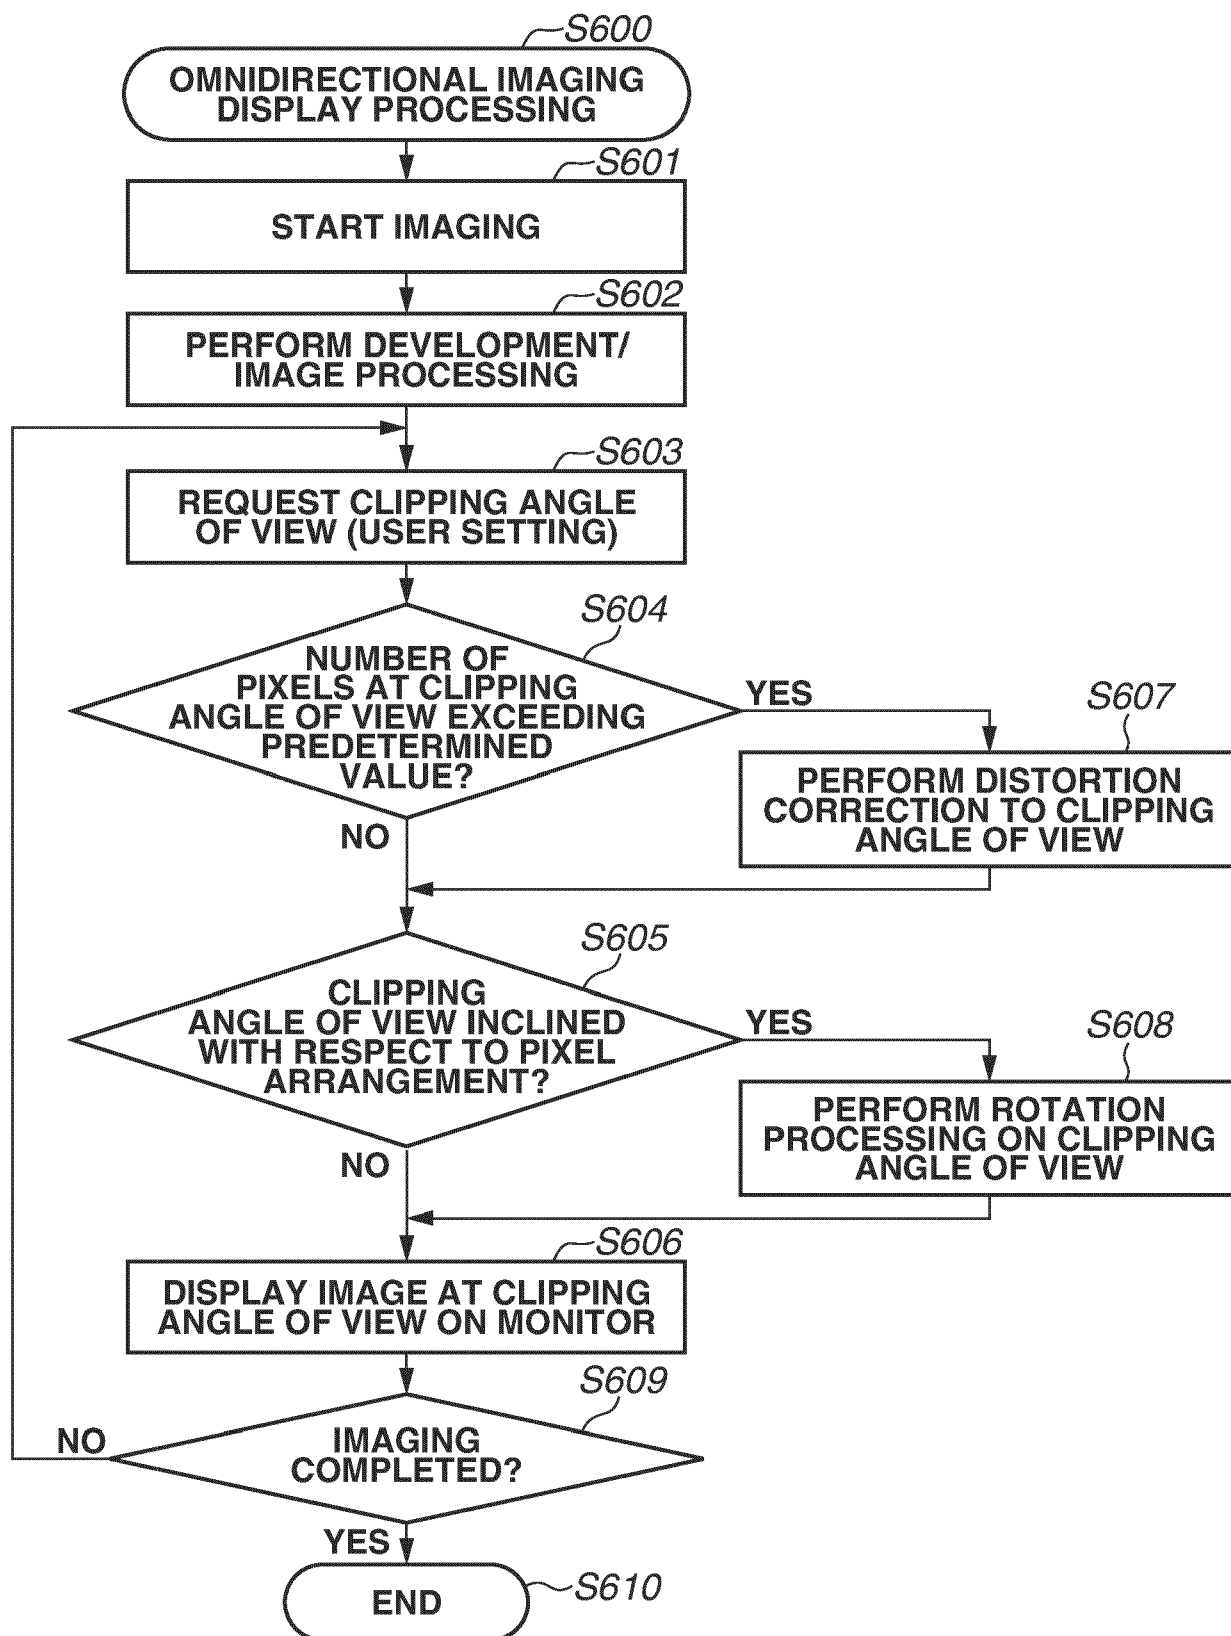 S600
OMNIDIRECTIONAL IMAGING
DISPLAY PROCESSING
S601
START IMAGING
S602
PERFORM DEVELOPMENT/
IMAGE PROCESSING
S603
REQUEST CLIPPING ANGLE
OF VIEW (USER SETTING)
S604
NUMBER OF
PIXELS AT CLIPPING
ANGLE OF VIEW EXCEEDING
PREDETERMINED
VALUE?
YES
NO
S607
PERFORM DISTORTION
CORRECTION TO CLIPPING
ANGLE OF VIEW
S605
CLIPPING
ANGLE OF VIEW INCLINED
WITH RESPECT TO PIXEL
ARRANGEMENT?
YES
NO
S608
PERFORM ROTATION
PROCESSING ON CLIPPING
ANGLE OF VIEW
S606
DISPLAY IMAGE AT CLIPPING
ANGLE OF VIEW ON MONITOR
S609
IMAGING
COMPLETED?
NO
YES
END
S610